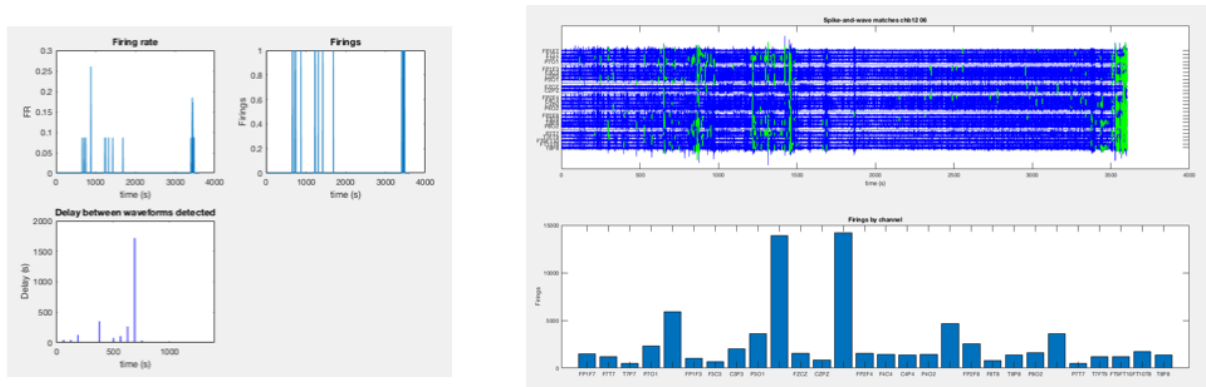 Firing rate
0.3
0.25
0.2
0.15
0.1
0.05
0
FR
0 1000 2000 3000 4000
time (s)
Firings
1
0.8
0.6
0.4
0.2
0
Firings
0 1000 2000 3000 4000
time (s)
Delay between waveforms detected
2000
1500
1000
500
0
Delay (s)
0 500 1000
time (s)
Spike-and-wave matches chb12 06
0 500 1000 1500 2000 2500 3000 3500 4000
time (s)
Firings by channel
15000
10000
5000
0
Firings
FP1F7 F7T7 T7P7 P7O1 FP1F3 F3C3 C3P3 P3O1 FZCZ CZPZ FP2F4 F4C4 C4P4 P4O2 FP2F8 F8T8 T8P8 P8O2 P7T7 T7FT9 FT9FT10 FT10T8 T8P8